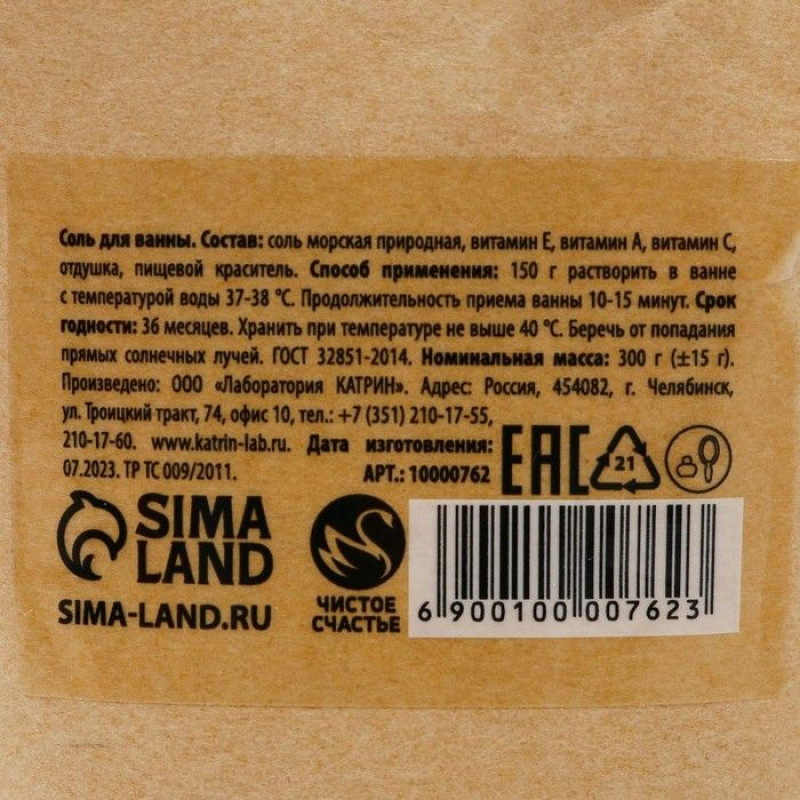 Соль для ванны. Состав: соль морская природная, витамин Е, витамин А, витамин С,
отдушка, пищевой краситель. Способ применения: 150 г растворить в ванне
с температурой воды 37-38 °С. Продолжительность приема ванны 10-15 минут. Срок
годности: 36 месяцев. Хранить при температуре не выше 40 °С. Беречь от попадания
прямых солнечных лучей. ГОСТ 32851-2014. Номинальная масса: 300 г (±15 г).
Произведено: ООО «Лаборатория КАТРИН». Адрес: Россия, 454082, г. Челябинск,
ул. Троицкий тракт, 74, офис 10, тел.: +7 (351) 210-17-55,
210-17-60. www.katrin-lab.ru. Дата изготовления:
07.2023. ТР ТС 009/2011. АРТ.: 10000762
EAC
21
SIMA
LAND
SIMA-LAND.RU
ЧИСТОЕ
СЧАСТЬЕ
6 900100 007623